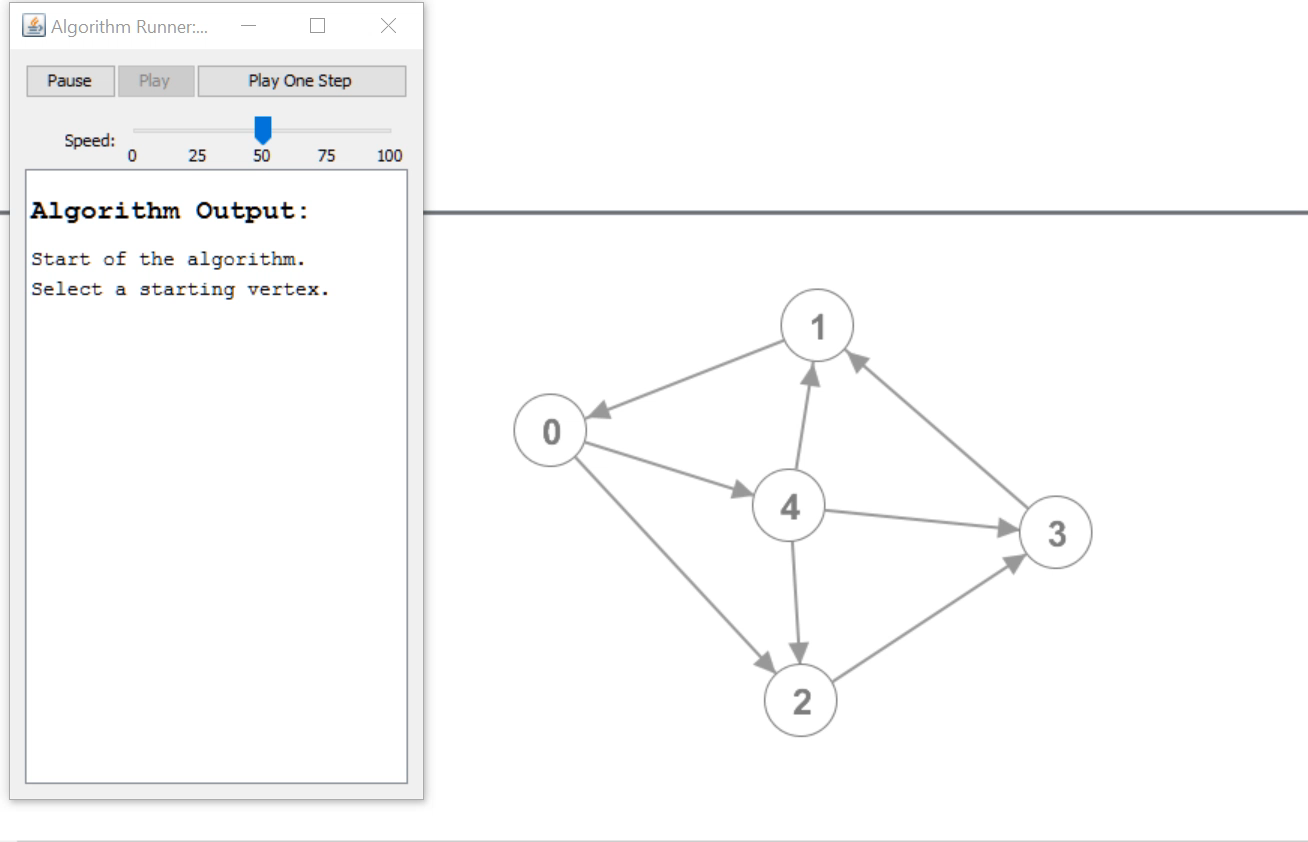 Algorithm Runner:...
Pause Play Play One Step
Speed:
0 25 50 75 100
Algorithm Output:
Start of the algorithm.
Select a starting vertex.
1
0
4
3
2